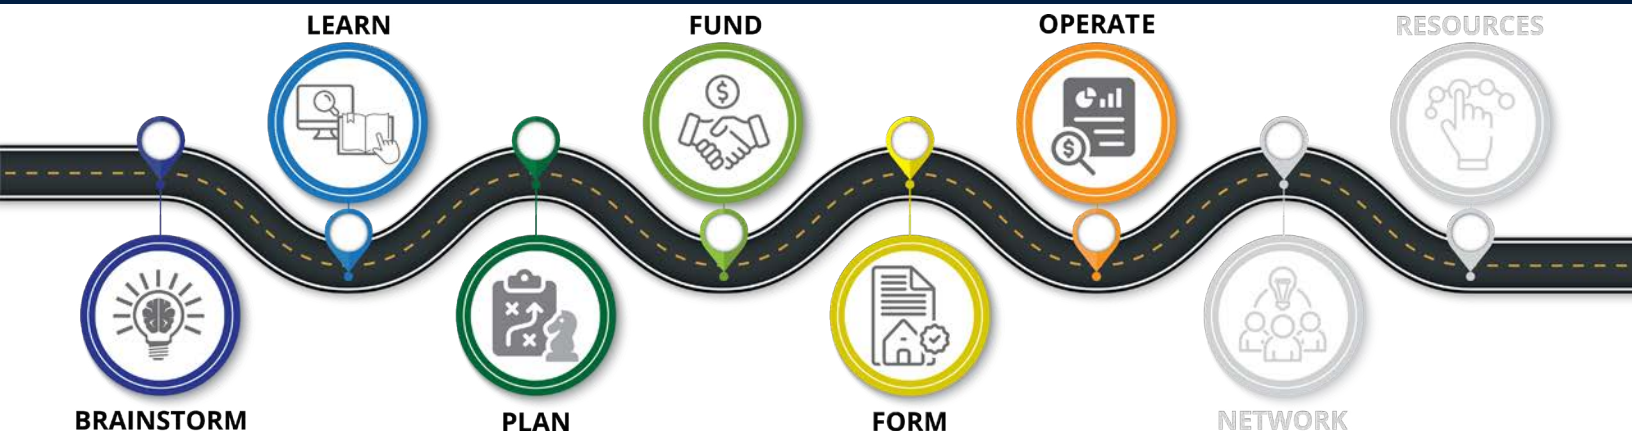 LEARN
FUND
OPERATE
RESOURCES
$
$
BRAINSTORM
PLAN
FORM
NETWORK